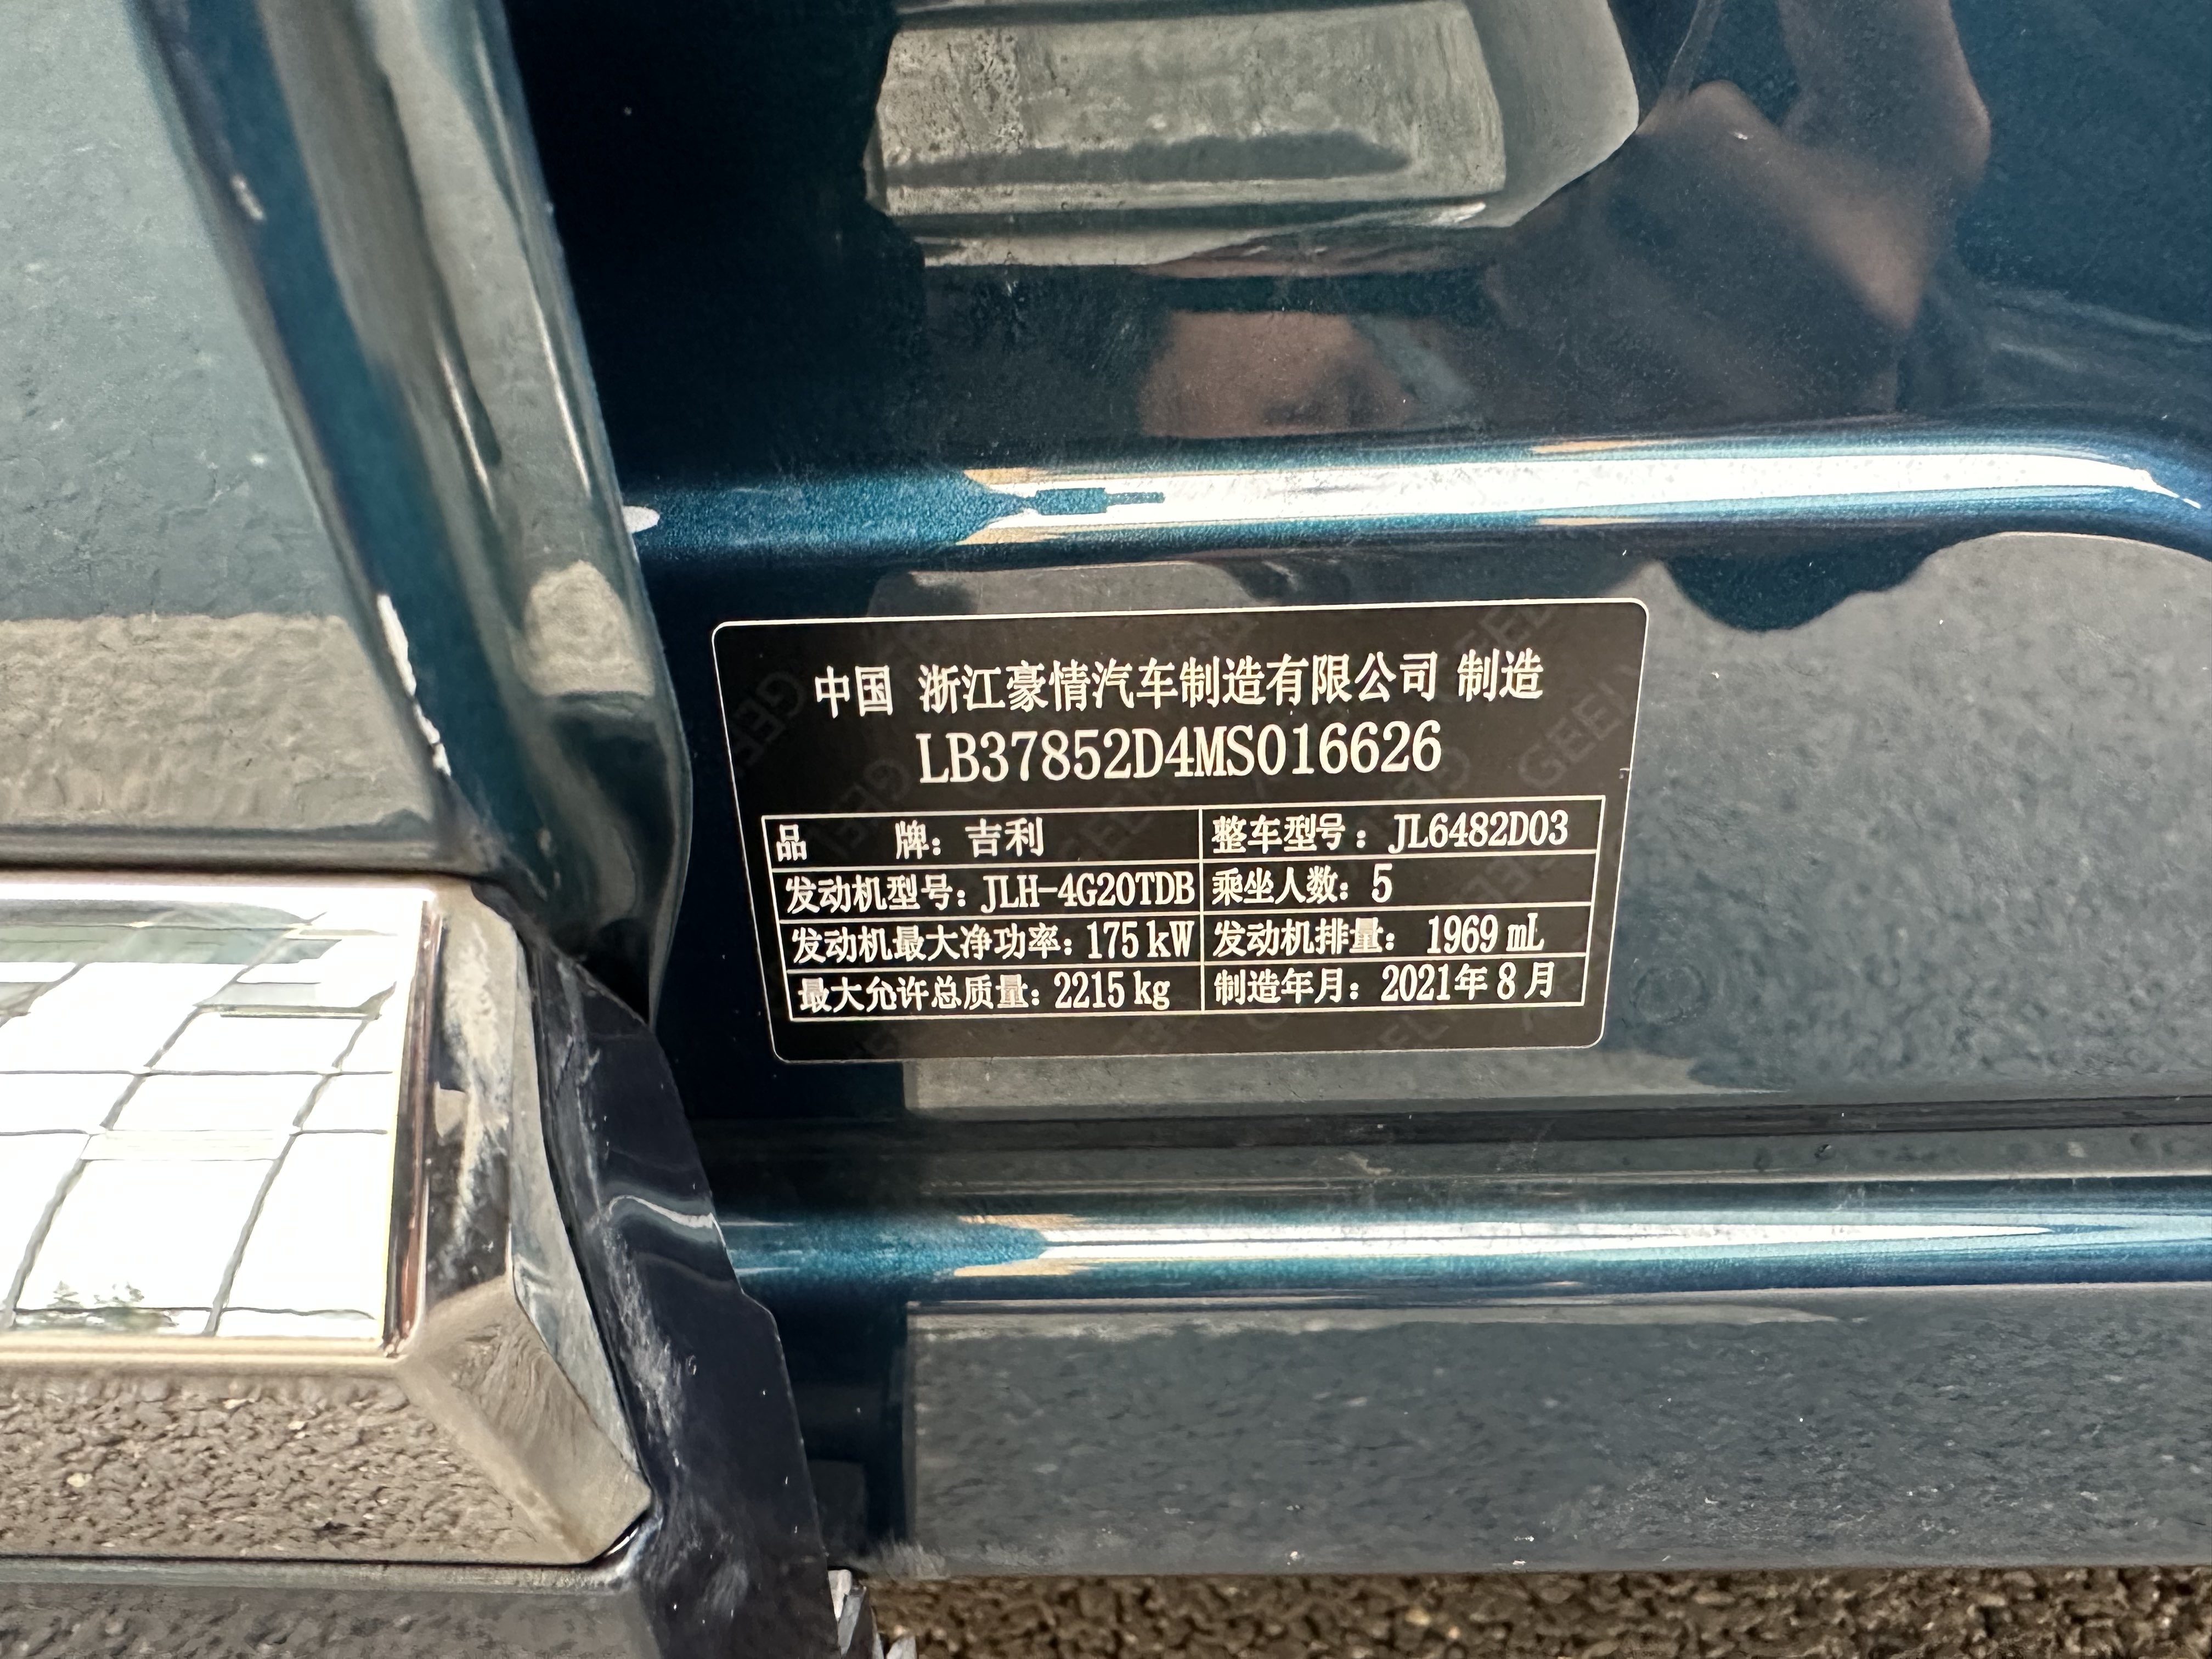 中国 浙江豪情汽车制造有限公司 制造
LB37852D4MS016626
品 牌：吉利 整车型号：JL6482D03
发动机型号：JLH-4G20TDB 乘坐人数：5
发动机最大净功率：175 kW 发动机排量：1969 mL
最大允许总质量：2215 kg 制造年月：2021年 8 月